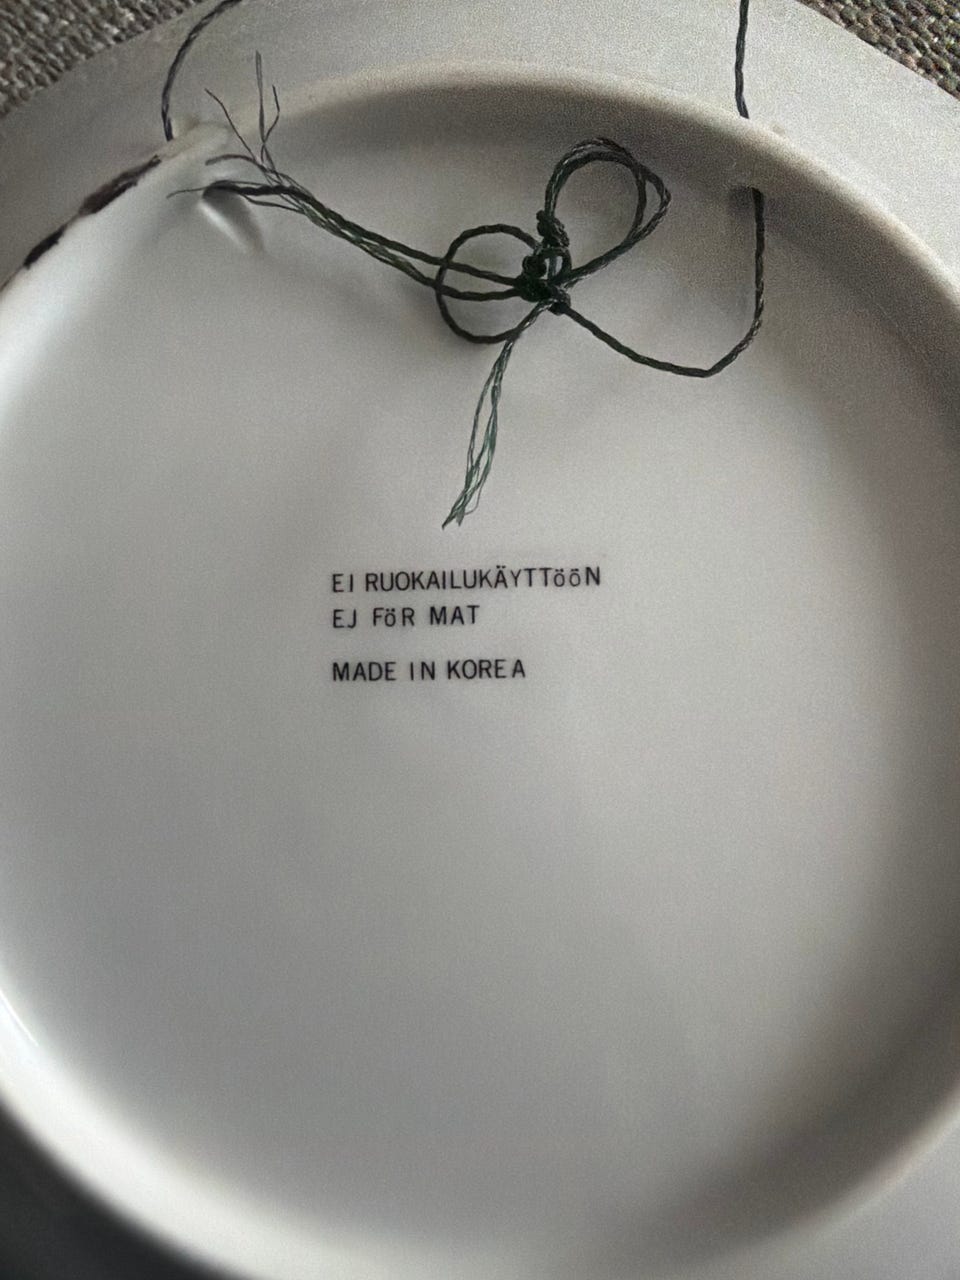 EI RUOKAILUKÄYTTööN
EJ FöR MAT
MADE IN KOREA